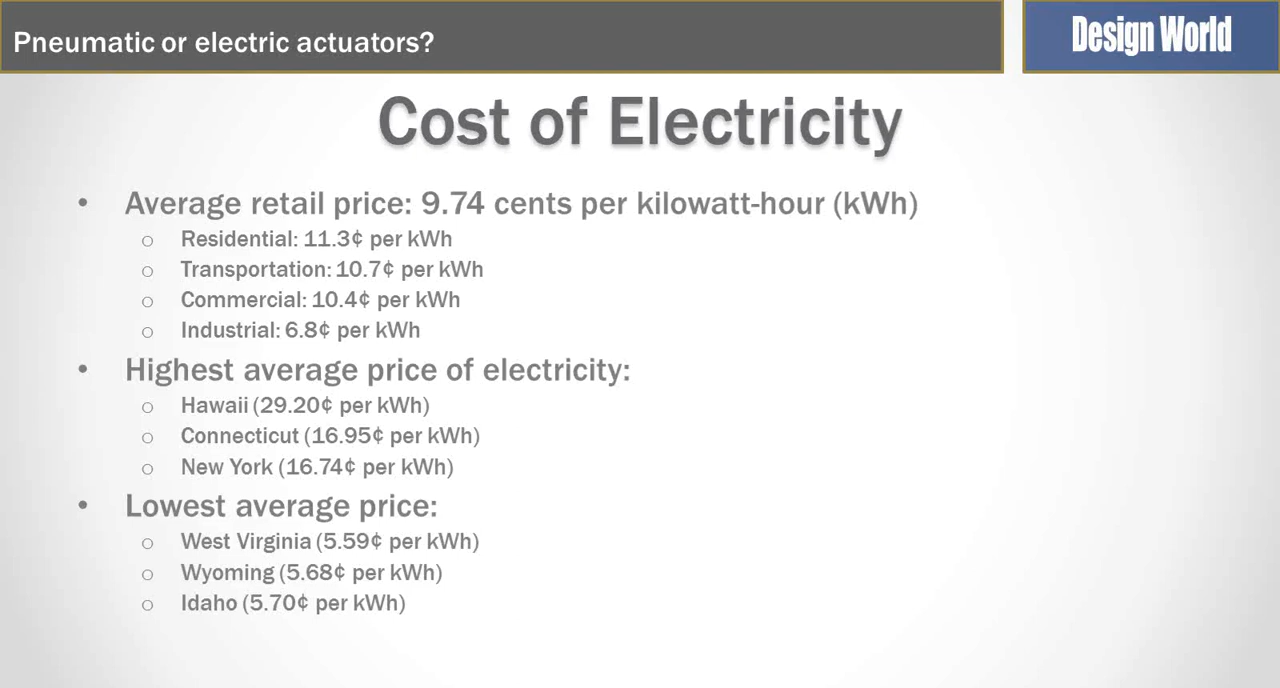 Pneumatic or electric actuators?
Design World
Cost of Electricity
• Average retail price: 9.74 cents per kilowatt-hour (kWh)
o Residential: 11.3¢ per kWh
o Transportation: 10.7¢ per kWh
o Commercial: 10.4¢ per kWh
o Industrial: 6.8¢ per kWh
• Highest average price of electricity:
o Hawaii (29.20¢ per kWh)
o Connecticut (16.95¢ per kWh)
o New York (16.74¢ per kWh)
• Lowest average price:
o West Virginia (5.59¢ per kWh)
o Wyoming (5.68¢ per kWh)
o Idaho (5.70¢ per kWh)